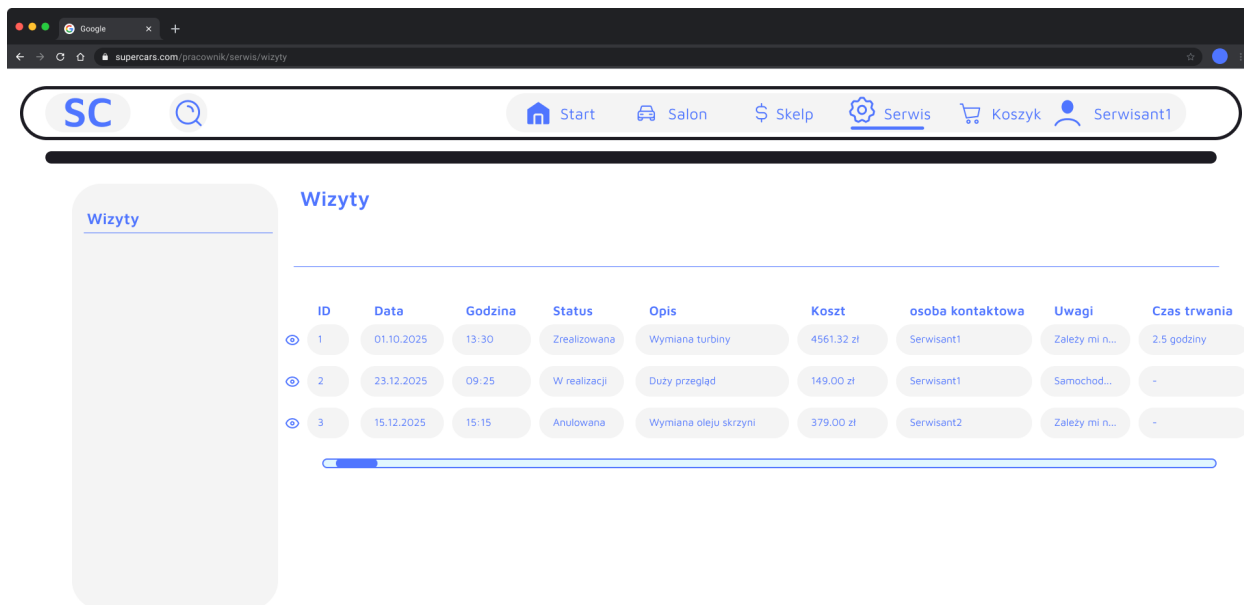 Google
supercars.com/pracownik/serwis/wizyty
SC Start Salon $ Skelp Serwis Koszyk Serwisant1
Wizyty
Wizyty
ID Data Godzina Status Opis Koszt osoba kontaktowa Uwagi Czas trwania
1 01.10.2025 13:30 Zrealizowana Wymiana turbiny 4561.32 zł Serwisant1 Zależy mi n... 2.5 godziny
2 23.12.2025 09:25 W realizacji Duży przegląd 149.00 zł Serwisant1 Samochod... -
3 15.12.2025 15:15 Anulowana Wymiana oleju skrzyni 379.00 zł Serwisant2 Zależy mi n... -